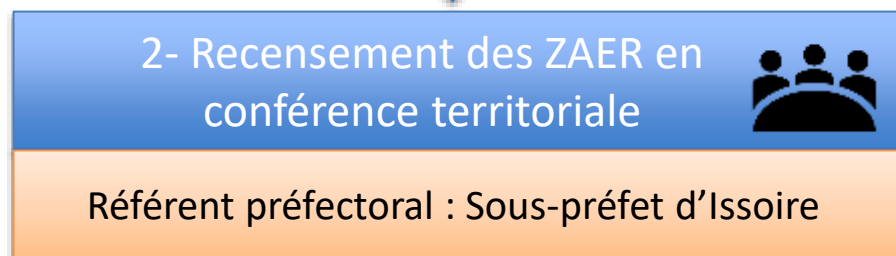 2- Recensement des ZAER en
conférence territoriale
Référent préfectoral : Sous-préfet d’Issoire